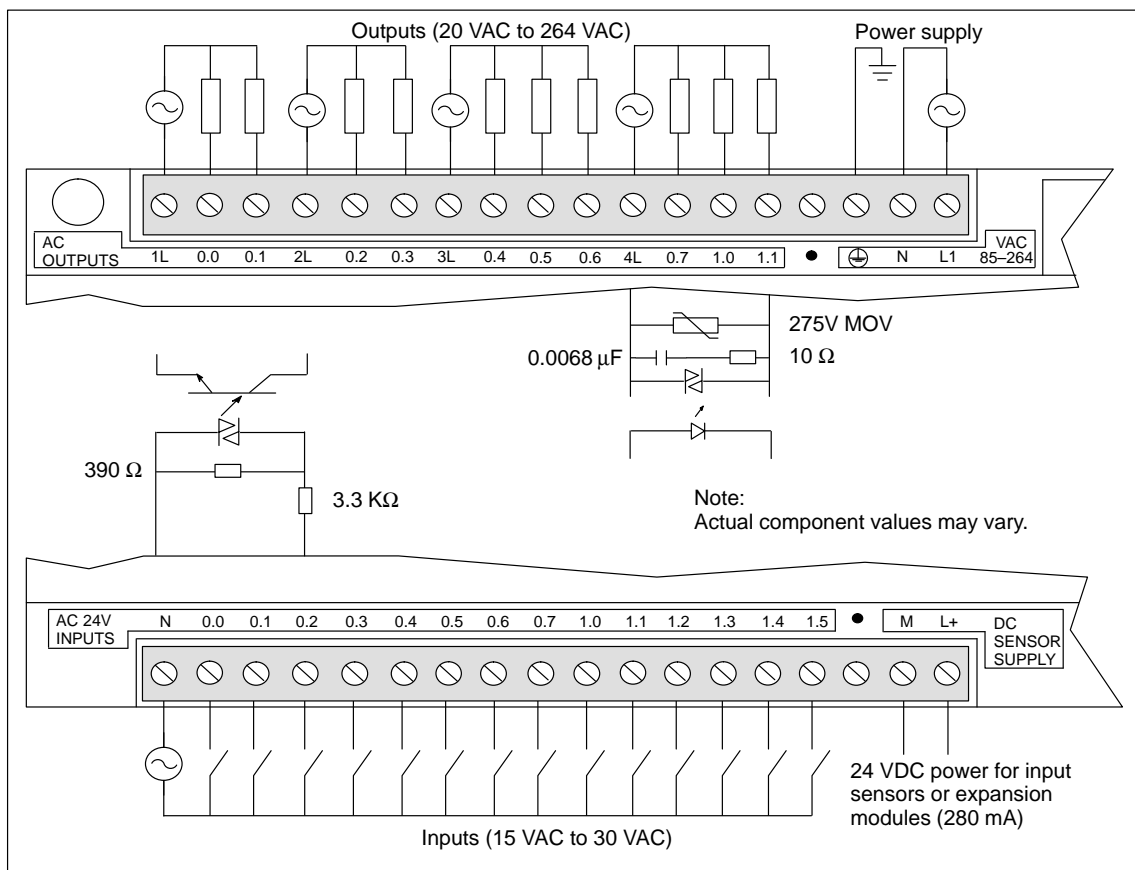 Outputs (20 VAC to 264 VAC)
Power supply
AC
OUTPUTS
1L 0.0 0.1 2L 0.2 0.3 3L 0.4 0.5 0.6 4L 0.7 1.0 1.1 N L1
VAC
85–264
275V MOV
0.0068 μF
10 Ω
390 Ω
3.3 KΩ
Note:
Actual component values may vary.
AC 24V
INPUTS
N 0.0 0.1 0.2 0.3 0.4 0.5 0.6 0.7 1.0 1.1 1.2 1.3 1.4 1.5 M L+
DC
SENSOR
SUPPLY
24 VDC power for input
sensors or expansion
modules (280 mA)
Inputs (15 VAC to 30 VAC)